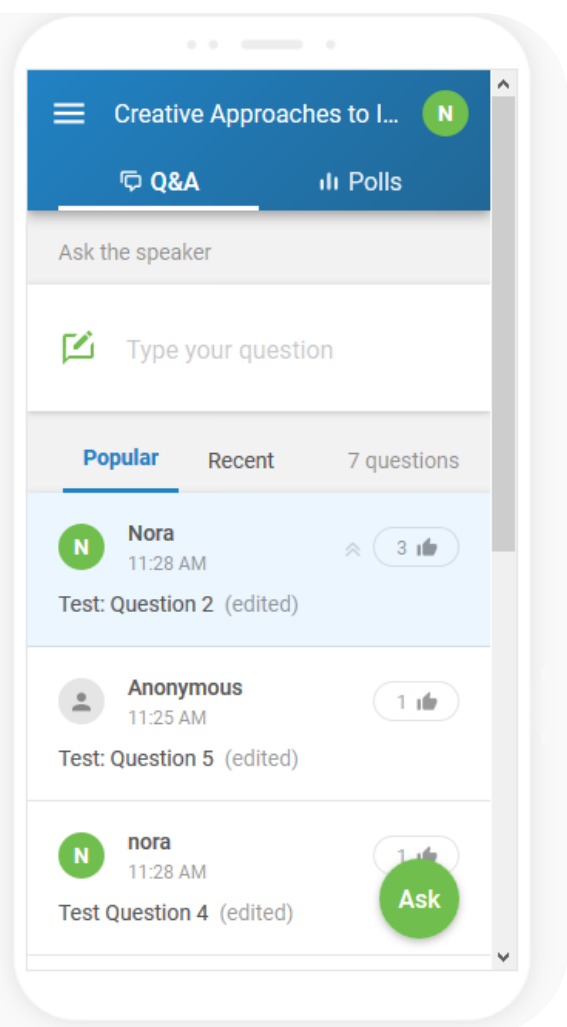 Creative Approaches to I... N
Q&A Polls
Ask the speaker
Type your question
Popular Recent 7 questions
N Nora
11:28 AM
3
Test: Question 2 (edited)
Anonymous
11:25 AM
1
Test: Question 5 (edited)
N nora
11:28 AM
1
Test Question 4 (edited)
Ask